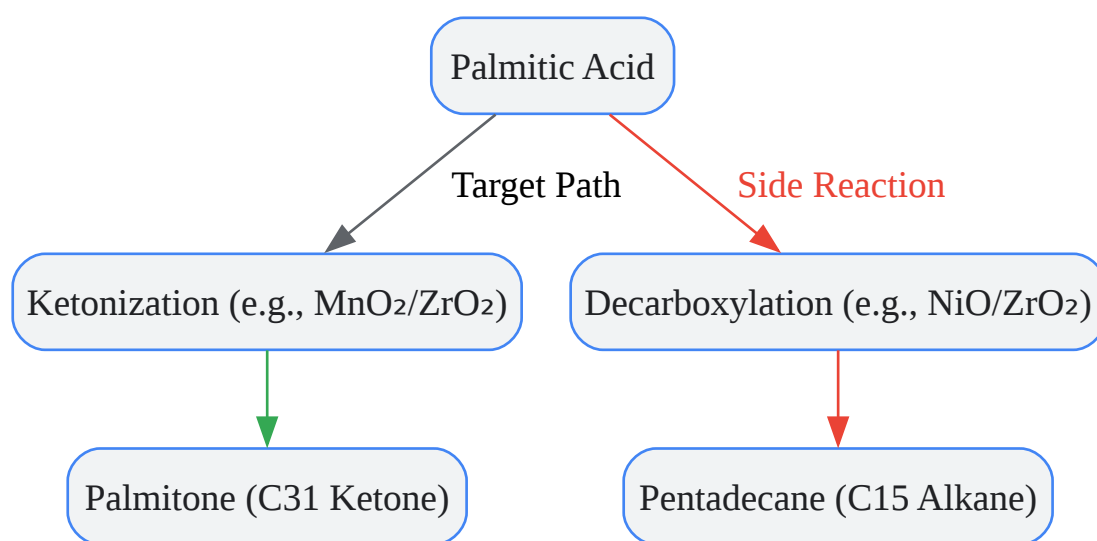 Palmitic Acid
Target Path
Side Reaction
Ketonization (e.g., MnO₂/ZrO₂)
Decarboxylation (e.g., NiO/ZrO₂)
Palmitone (C31 Ketone)
Pentadecane (C15 Alkane)